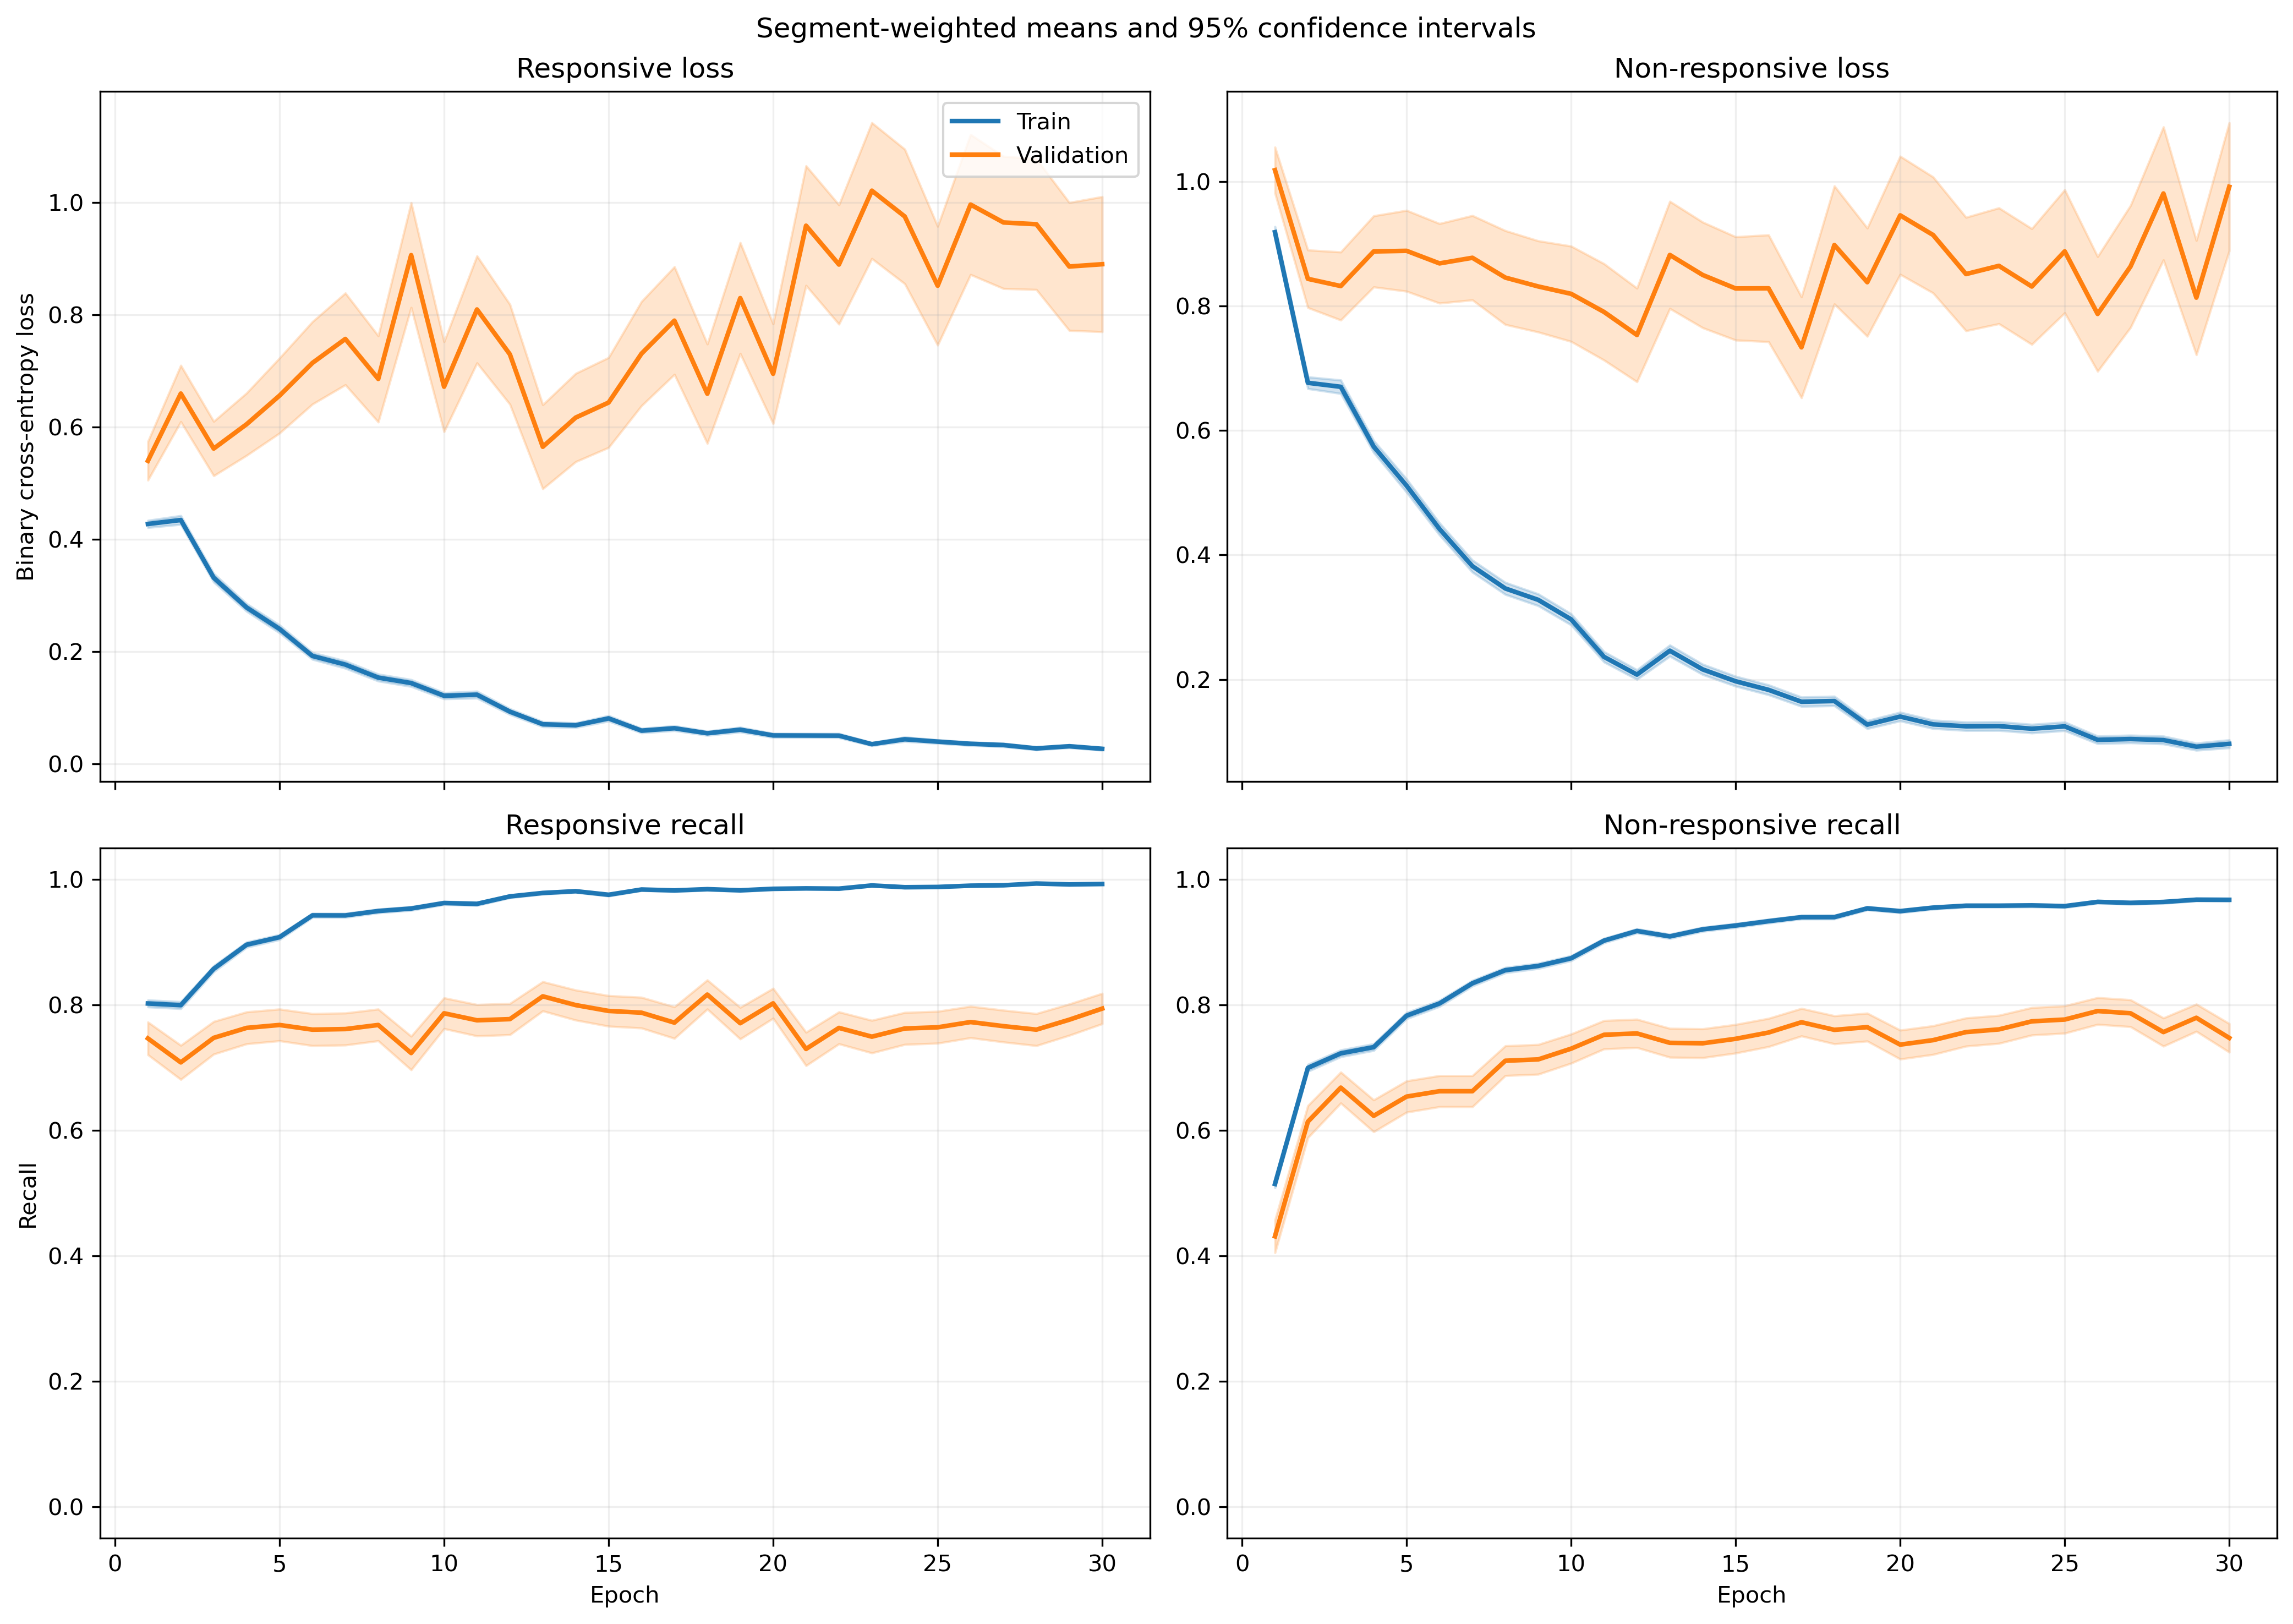 Segment-weighted means and 95% confidence intervals
Responsive loss
Non-responsive loss
Train
Validation
Binary cross-entropy loss
1.0
0.8
0.6
0.4
0.2
0.0
1.0
0.8
0.6
0.4
0.2
Responsive recall
Non-responsive recall
Recall
1.0
0.8
0.6
0.4
0.2
0.0
1.0
0.8
0.6
0.4
0.2
0.0
0 5 10 15 20 25 30
0 5 10 15 20 25 30
Epoch
Epoch